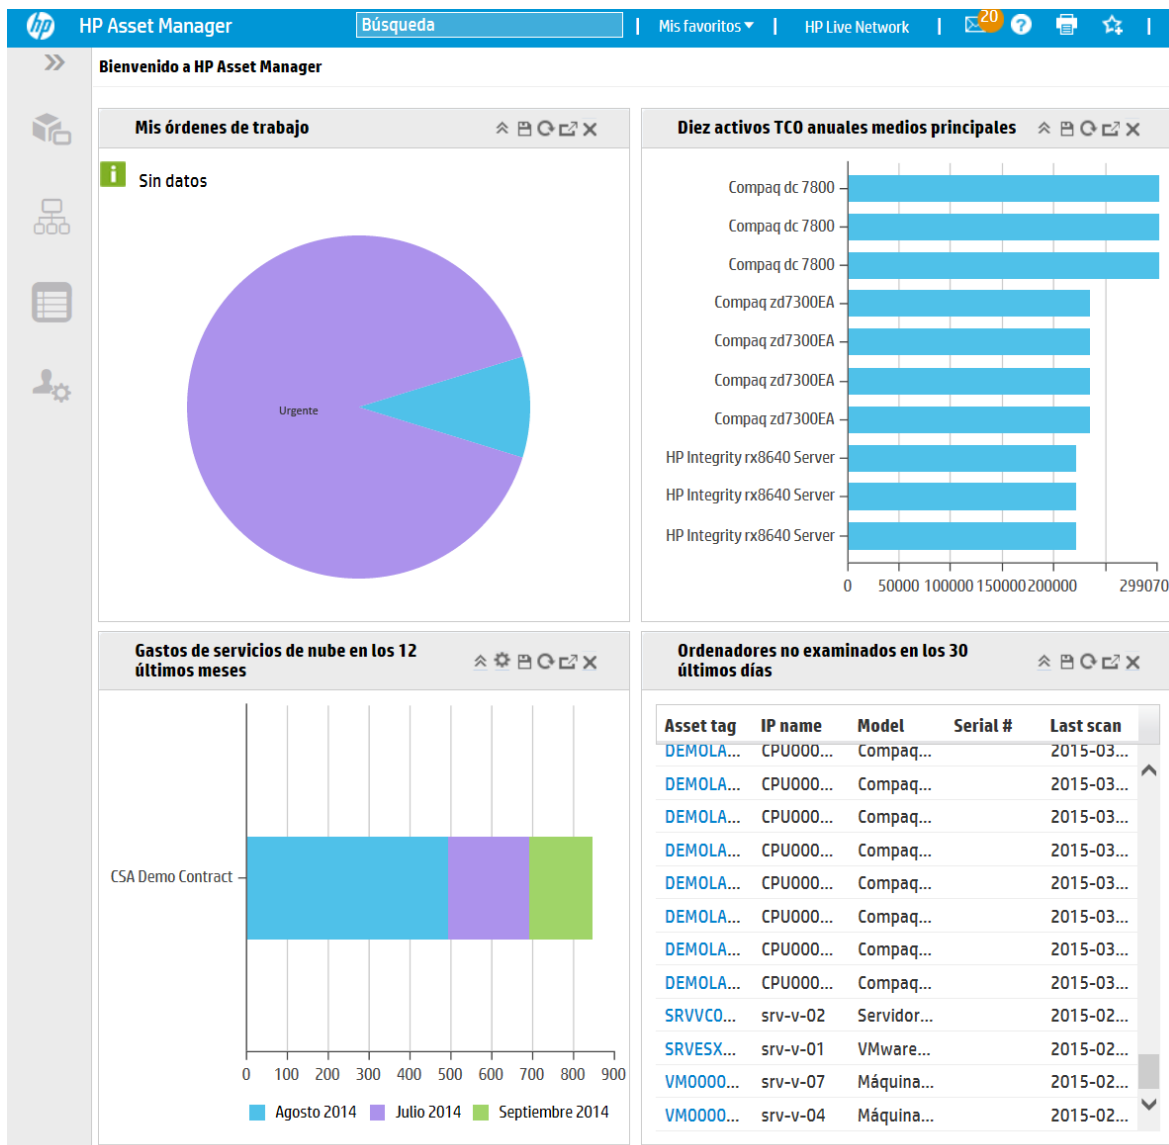 hp HP Asset Manager Búsqueda | Mis favoritos | HP Live Network | 20 ? |
Bienvenido a HP Asset Manager
Mis órdenes de trabajo
i Sin datos
Urgente
Diez activos TCO anuales medios principales
Compaq dc 7800
Compaq dc 7800
Compaq dc 7800
Compaq zd7300EA
Compaq zd7300EA
Compaq zd7300EA
Compaq zd7300EA
HP Integrity rx8640 Server
HP Integrity rx8640 Server
HP Integrity rx8640 Server
0 50000 100000 150000 200000 299070
Gastos de servicios de nube en los 12
últimos meses
CSA Demo Contract
0 100 200 300 400 500 600 700 800 900
Agosto 2014 Julio 2014 Septiembre 2014
Ordenadores no examinados en los 30
últimos días
Asset tag IP name Model Serial # Last scan
DEMOLA... CPU000... Compaq... 2015-03...
DEMOLA... CPU000... Compaq... 2015-03...
DEMOLA... CPU000... Compaq... 2015-03...
DEMOLA... CPU000... Compaq... 2015-03...
DEMOLA... CPU000... Compaq... 2015-03...
DEMOLA... CPU000... Compaq... 2015-03...
DEMOLA... CPU000... Compaq... 2015-03...
DEMOLA... CPU000... Compaq... 2015-03...
SRVVC0... srv-v-02 Servidor... 2015-02...
SRVESX... srv-v-01 VMware... 2015-02...
VM0000... srv-v-07 Máquina... 2015-02...
VM0000... srv-v-04 Máquina... 2015-02...